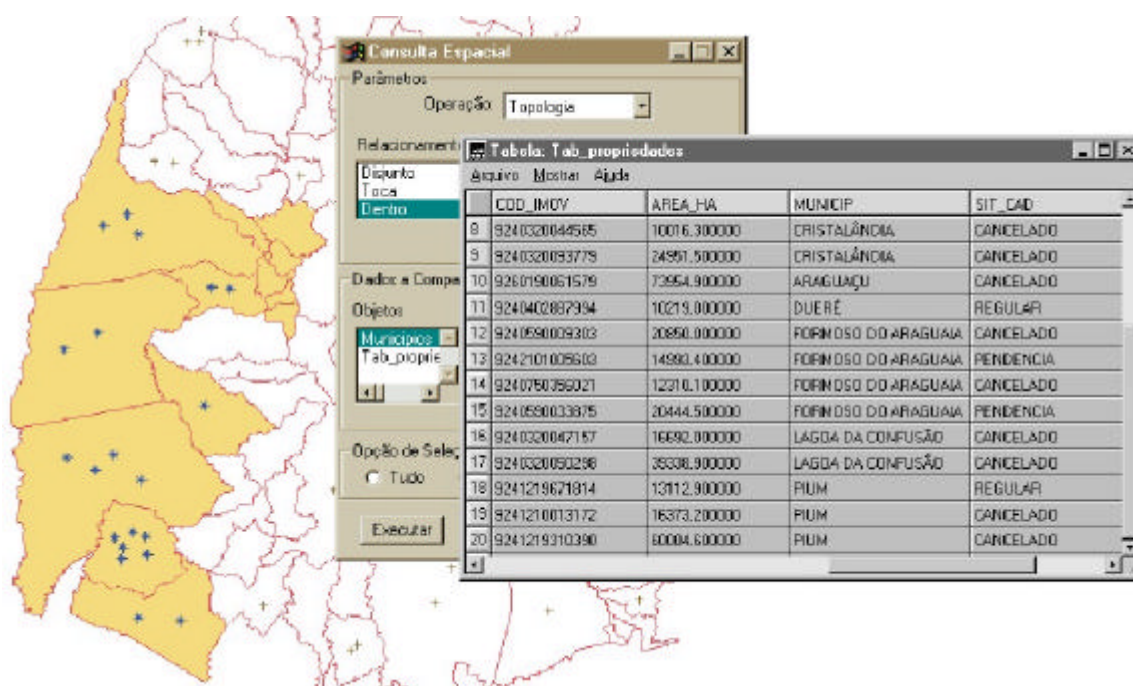 Consulta Espacial
Parâmetros
Operação: Topologia
Relacionamento
Disjunto
Toca
Dentro
Dados a Compa
Objetos
Municípios
Tab_proprie
Opção de Seleç
Tudo
Executar
Tabela: Tab_propriedades
Arquivo Mostrar Ajuda
COD_IMOV AREA_HA MUNICIP SIT_CAD
8 9240320044565 10016.300000 CRISTALÂNDIA CANCELADO
9 9240320093779 24951.500000 CRISTALÂNDIA CANCELADO
10 9260190061579 73954.900000 ARAGUAÇU CANCELADO
11 9240402887994 10219.000000 DUERÉ REGULAR
12 9240590009303 20850.000000 FORMOSO DO ARAGUAIA CANCELADO
13 9242101005603 14993.400000 FORMOSO DO ARAGUAIA PENDENCIA
14 9240750356021 12310.100000 FORMOSO DO ARAGUAIA CANCELADO
15 9240590033875 20444.500000 FORMOSO DO ARAGUAIA PENDENCIA
16 9240320047157 16692.000000 LAGOA DA CONFUSÃO CANCELADO
17 9240320050298 39338.900000 LAGOA DA CONFUSÃO CANCELADO
18 9241219671814 13112.900000 PIUM REGULAR
19 9241210013172 16373.200000 PIUM CANCELADO
20 9241219310390 60004.600000 PIUM CANCELADO